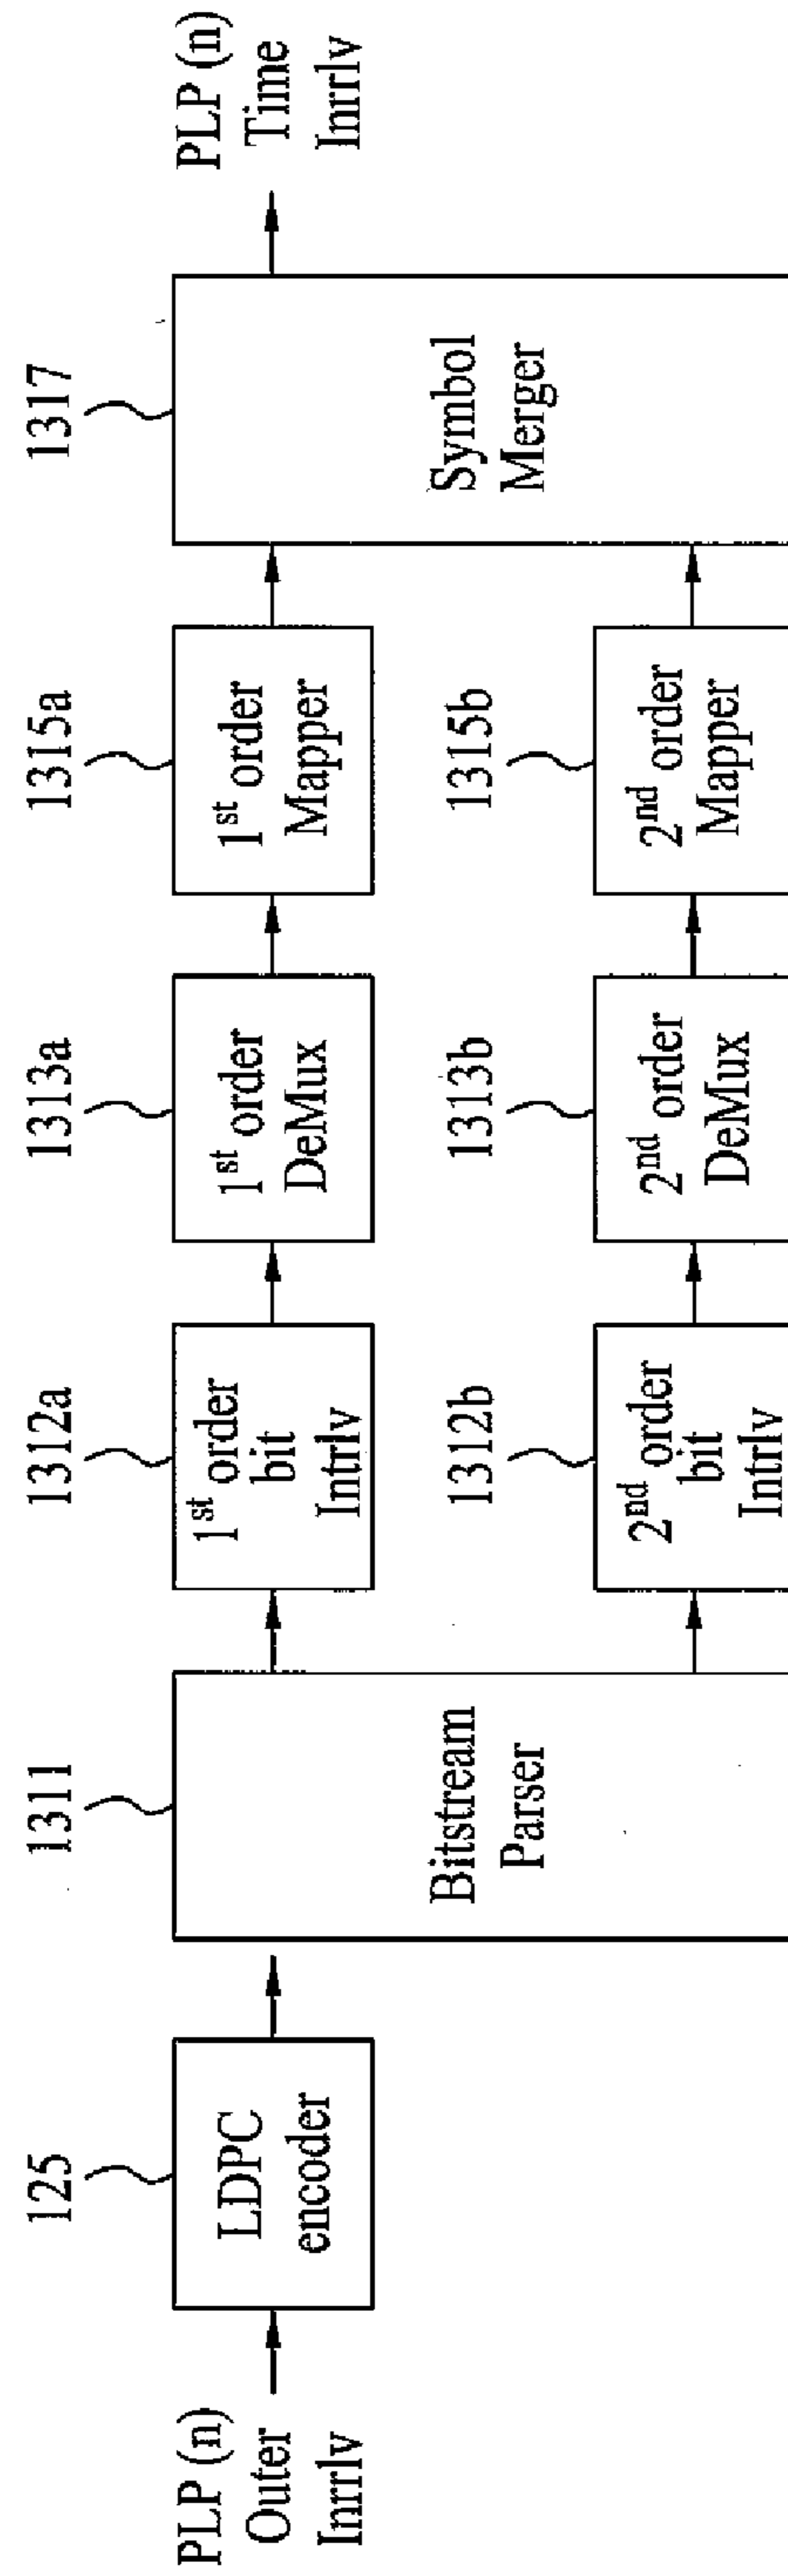 PLP (n)
Outer
Inrrlv
125
LDPC
encoder
1311
Bitstream
Parser
1312a
1st order
bit
Intrlv
1313a
1st order
DeMux
1315a
1st order
Mapper
1312b
2nd order
bit
Intrlv
1313b
2nd order
DeMux
1315b
2nd order
Mapper
1317
Symbol
Merger
PLP (n)
Time
Inrrlv